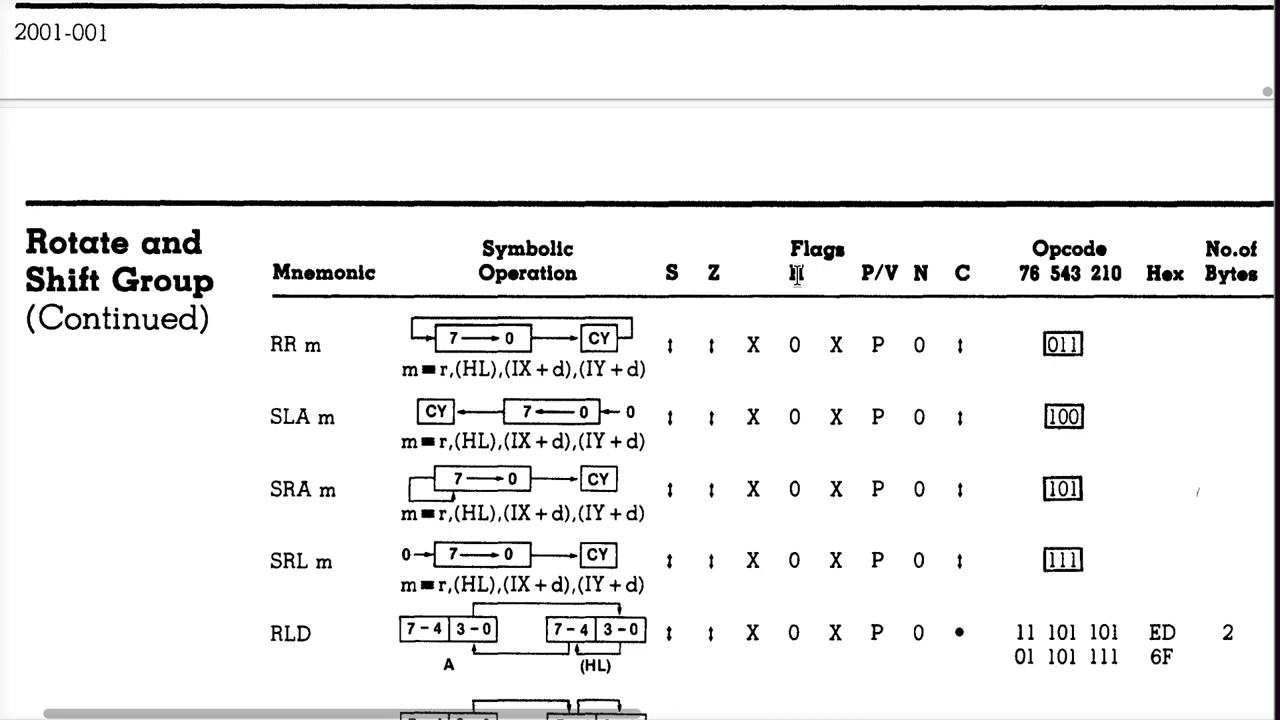 2001-001
Rotate and
Shift Group
(Continued)
Symbolic Flags Opcode No.of
Mnemonic Operation S Z H P/V N C 76 543 210 Hex Bytes
7 0 CY
RR m ↕ ↕ X 0 X P 0 ↕ 011
m≡r,(HL),(IX + d),(IY + d)
CY 7 0 0
SLA m ↕ ↕ X 0 X P 0 ↕ 100
m≡r,(HL),(IX + d),(IY + d)
7 0 CY
SRA m ↕ ↕ X 0 X P 0 ↕ 101
m≡r,(HL),(IX + d),(IY + d)
0 7 0 CY
SRL m ↕ ↕ X 0 X P 0 ↕ 111
m≡r,(HL),(IX + d),(IY + d)
RLD 7-4 3-0 7-4 3-0 ↕ ↕ X 0 X P 0 • 11 101 101 ED 2
A (HL) 01 101 111 6F